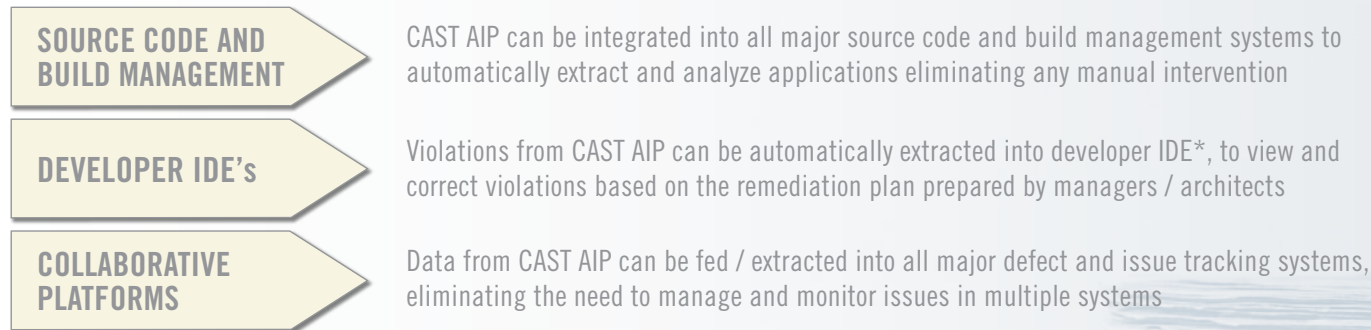 SOURCE CODE AND
BUILD MANAGEMENT
CAST AIP can be integrated into all major source code and build management systems to
automatically extract and analyze applications eliminating any manual intervention
DEVELOPER IDE's
Violations from CAST AIP can be automatically extracted into developer IDE*, to view and
correct violations based on the remediation plan prepared by managers / architects
COLLABORATIVE
PLATFORMS
Data from CAST AIP can be fed / extracted into all major defect and issue tracking systems,
eliminating the need to manage and monitor issues in multiple systems